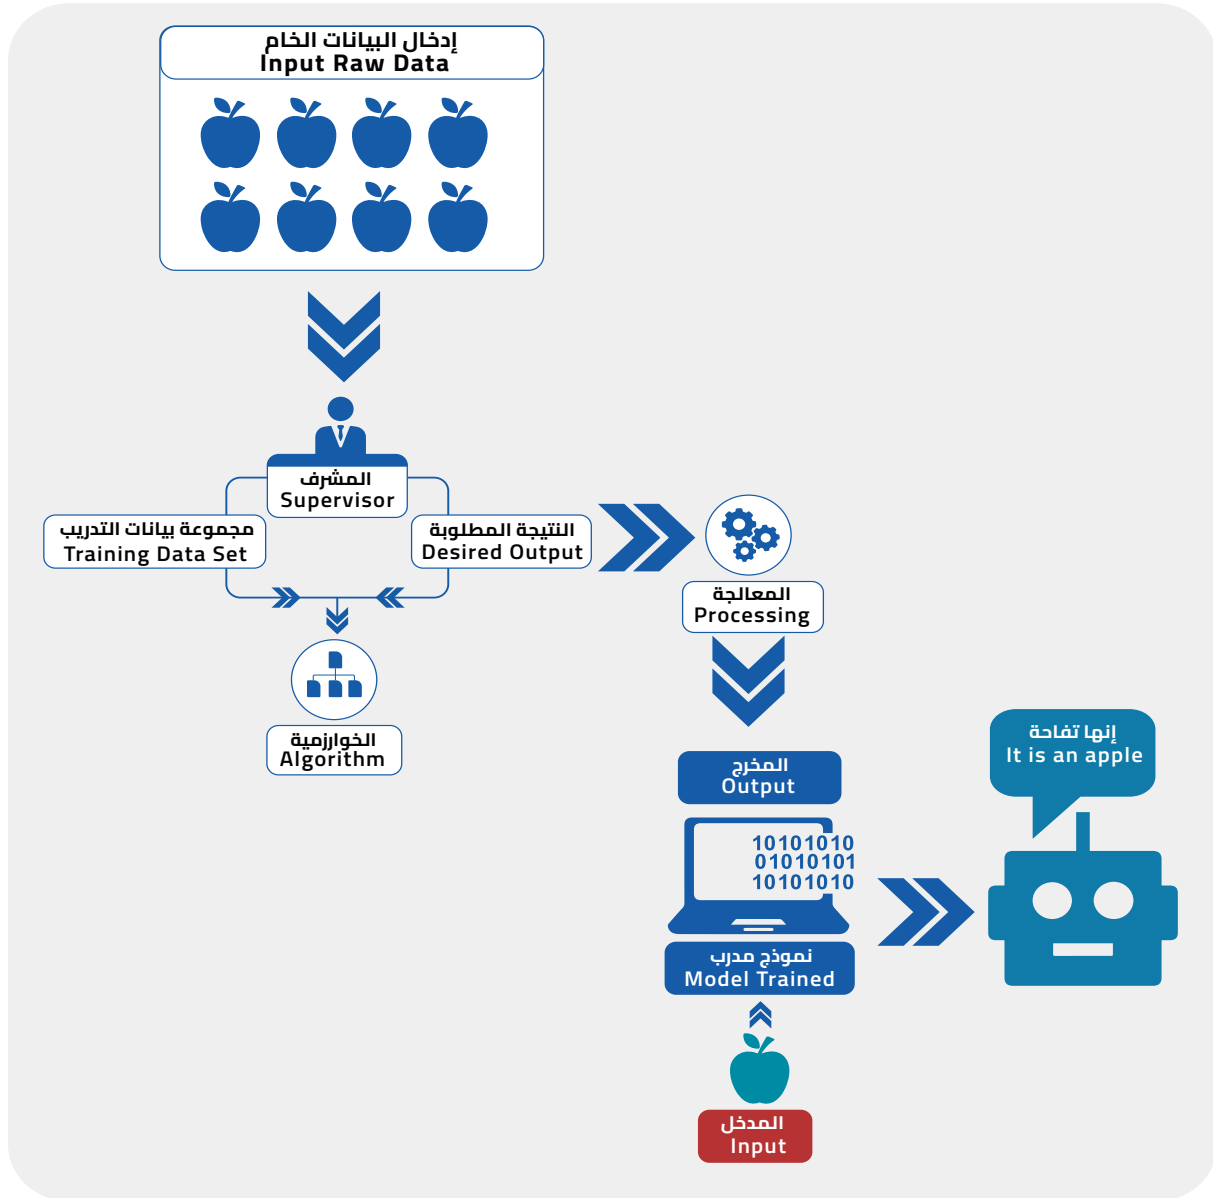 إدخال البيانات الخام
Input Raw Data
المشرف
Supervisor
مجموعة بيانات التدريب
Training Data Set
النتيجة المطلوبة
Desired Output
المعالجة
Processing
الخوارزمية
Algorithm
المخرج
Output
10101010
01010101
10101010
نموذج مدرب
Model Trained
إنها تفاحة
It is an apple
المدخل
Input